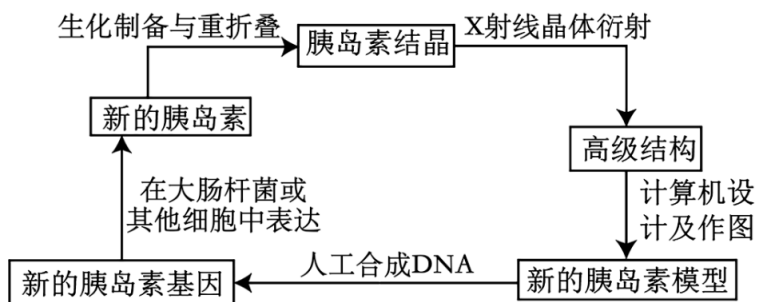 生化制备与重折叠
胰岛素结晶
X射线晶体衍射
新的胰岛素
高级结构
在大肠杆菌或
其他细胞中表达
计算机设
计及作图
新的胰岛素基因
人工合成DNA
新的胰岛素模型